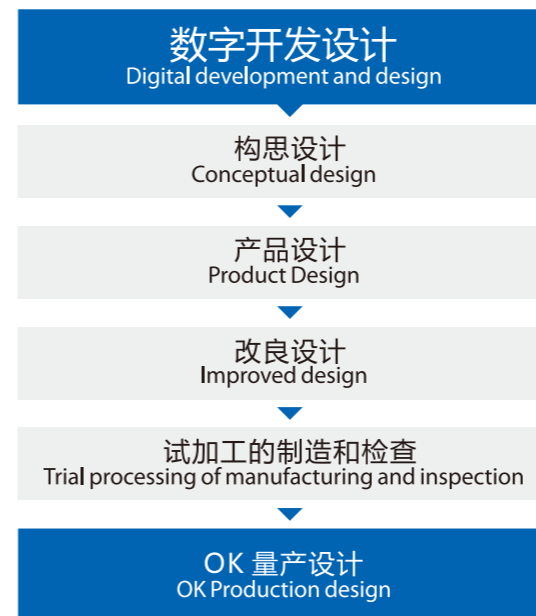 数字开发设计
Digital development and design
构思设计
Conceptual design
产品设计
Product Design
改良设计
Improved design
试加工的制造和检查
Trial processing of manufacturing and inspection
OK 量产设计
OK Production design